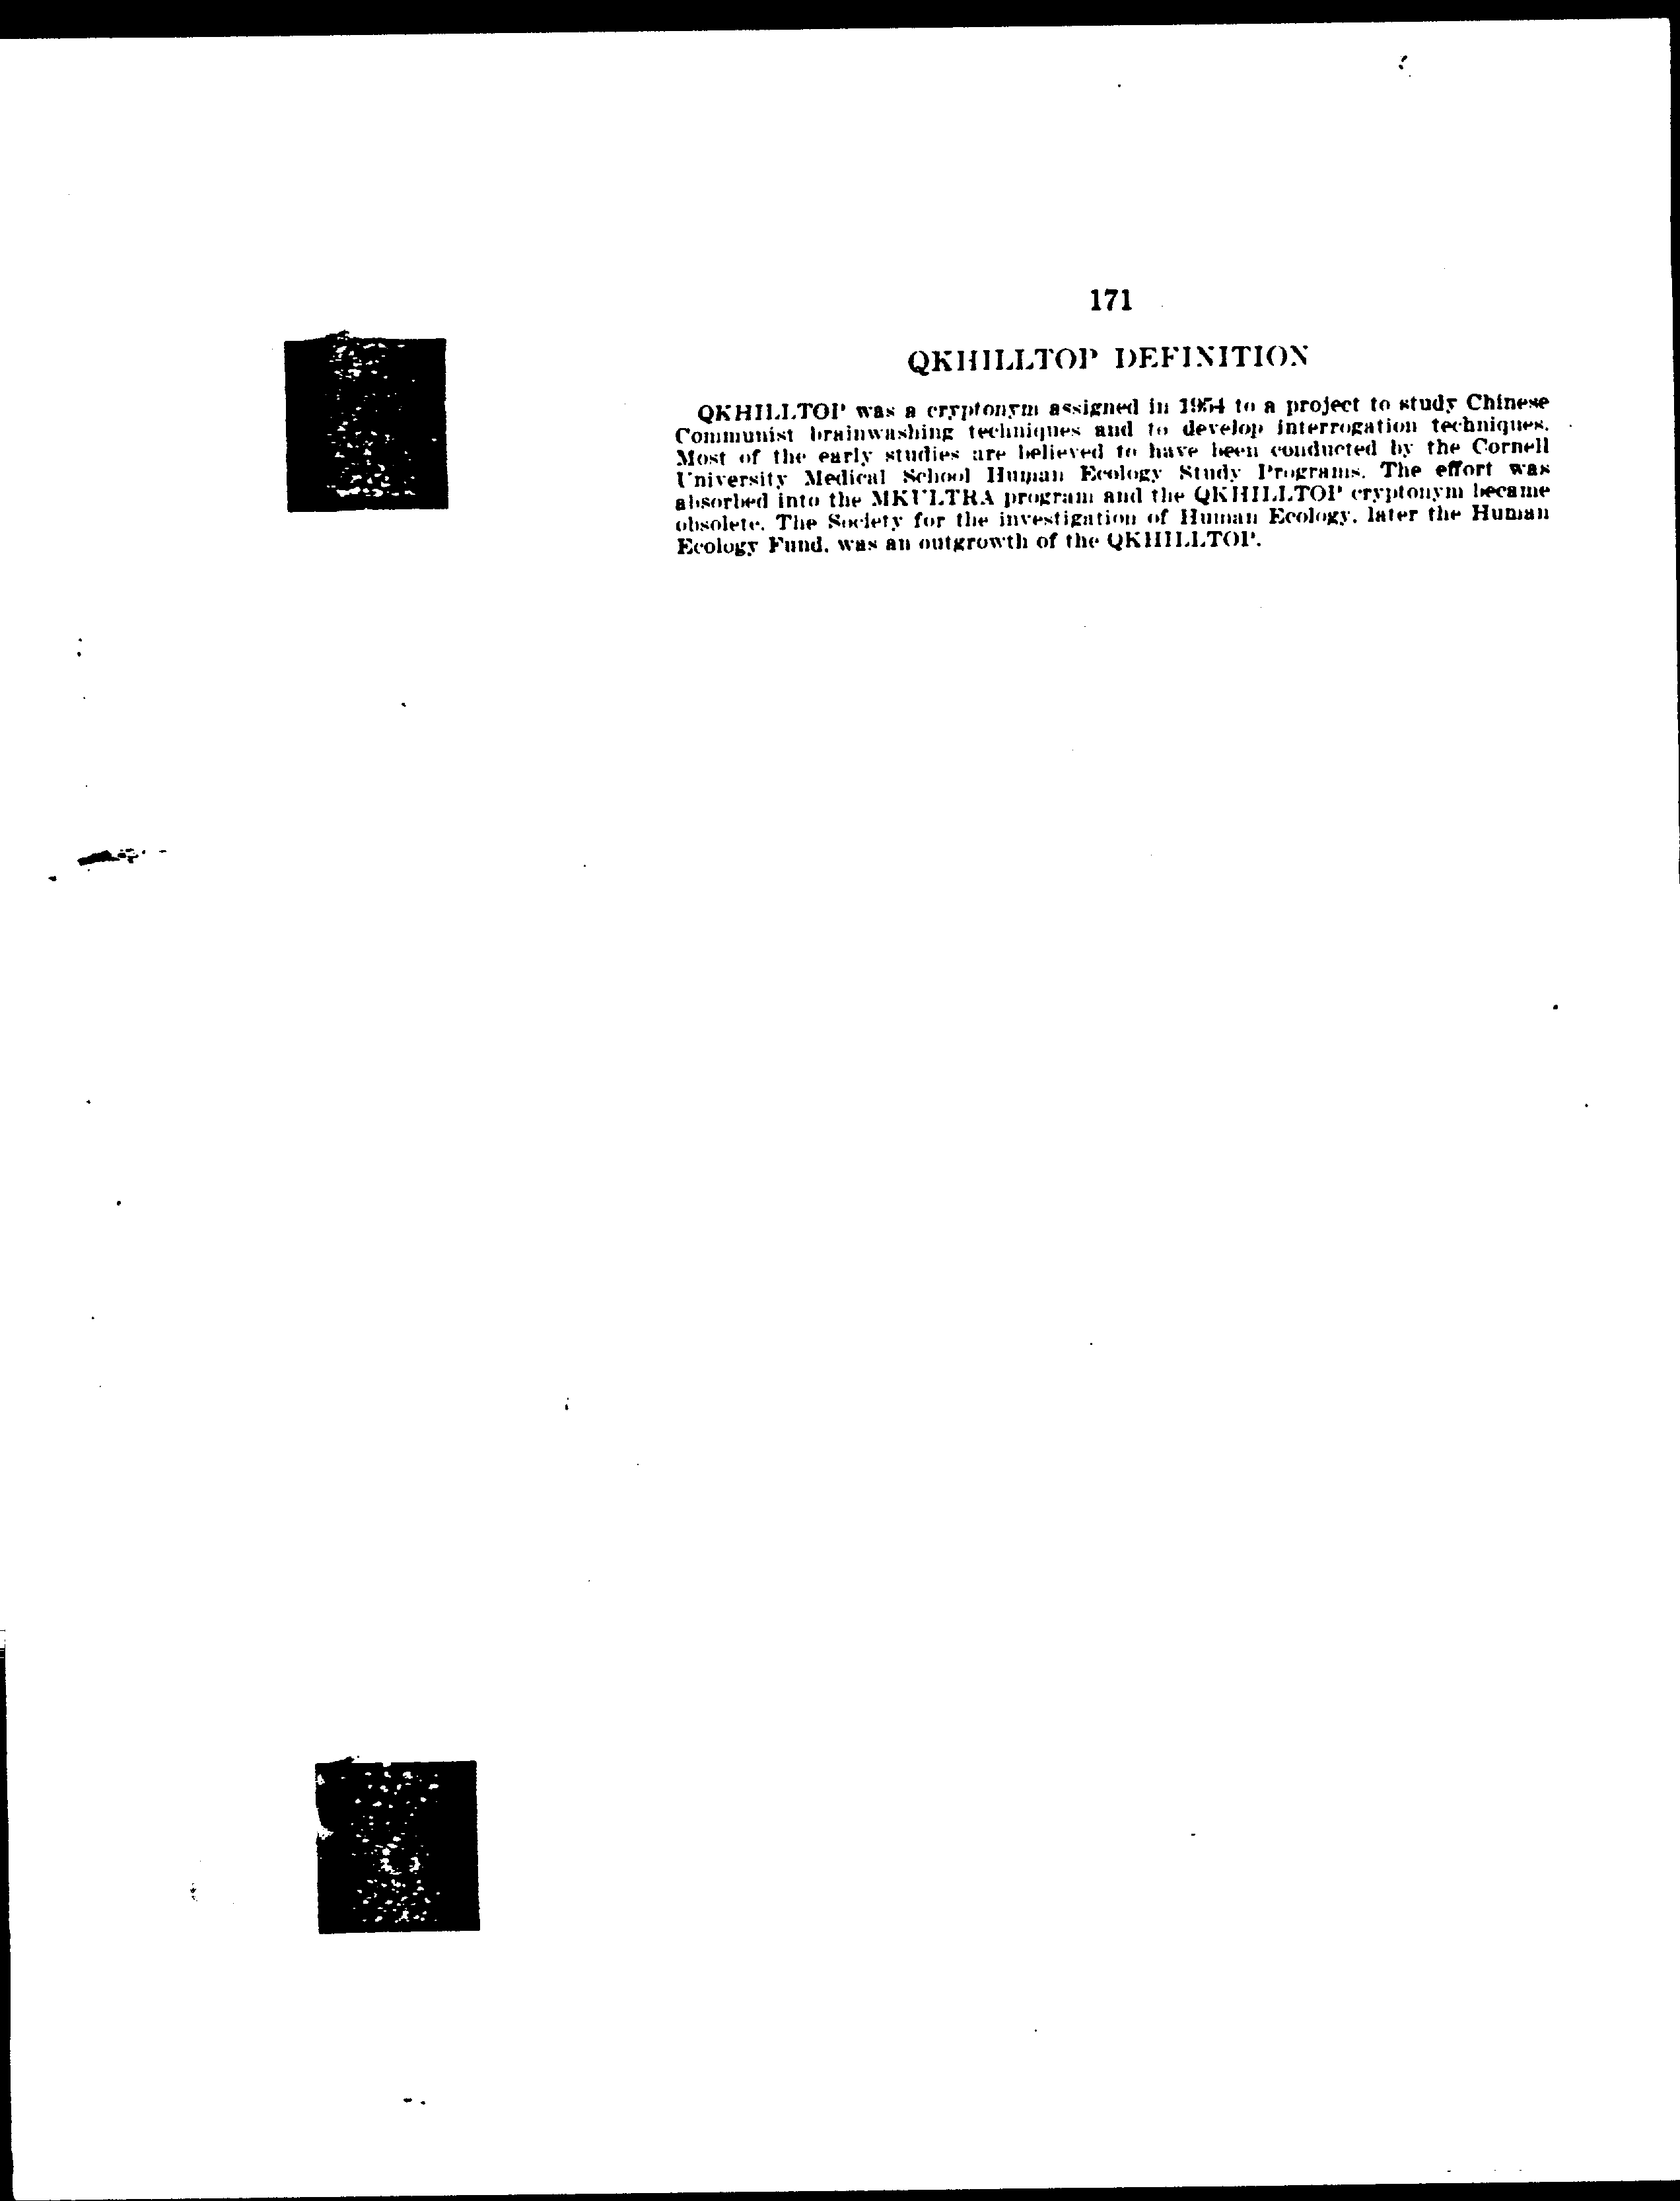 171
QKHILLTOP DEFINITION
QKHILLTOP was a cryptonym assigned in 1954 to a project to study Chinese
Communist brainwashing techniques and to develop interrogation techniques.
Most of the early studies are believed to have been conducted by the Cornell
University Medical School Human Ecology Study Programs. The effort was
absorbed into the MKULTRA program and the QKHILLTOP cryptonym became
obsolete. The Society for the investigation of Human Ecology, later the Human
Ecology Fund, was an outgrowth of the QKHILLTOP.